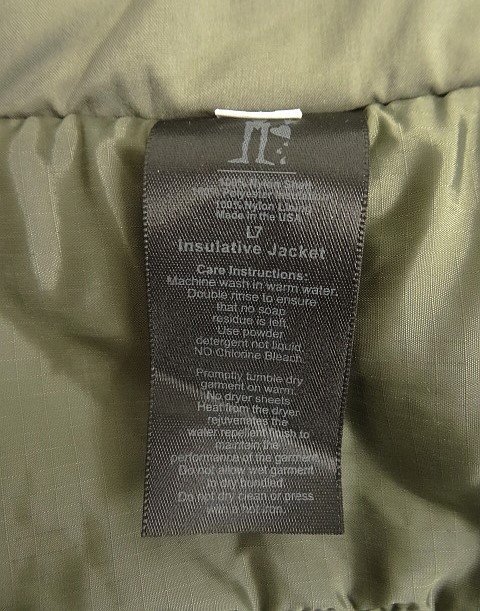 100% Nylon Lining
Made in the USA
L7
Insulative Jacket
Care Instructions:
Machine wash in warm water.
Double rinse to ensure
that no soap
residue is left.
Use powder
detergent not liquid.
NO Chlorine Bleach.
Promptly tumble dry
garment on warm.
No dryer sheets.
Heat from the dryer
rejuvenates the
water repellent finish to
maintain the
performance of the garment.
Do not allow wet garment
to dry bundled.
Do not dry clean or press
with a hot iron.